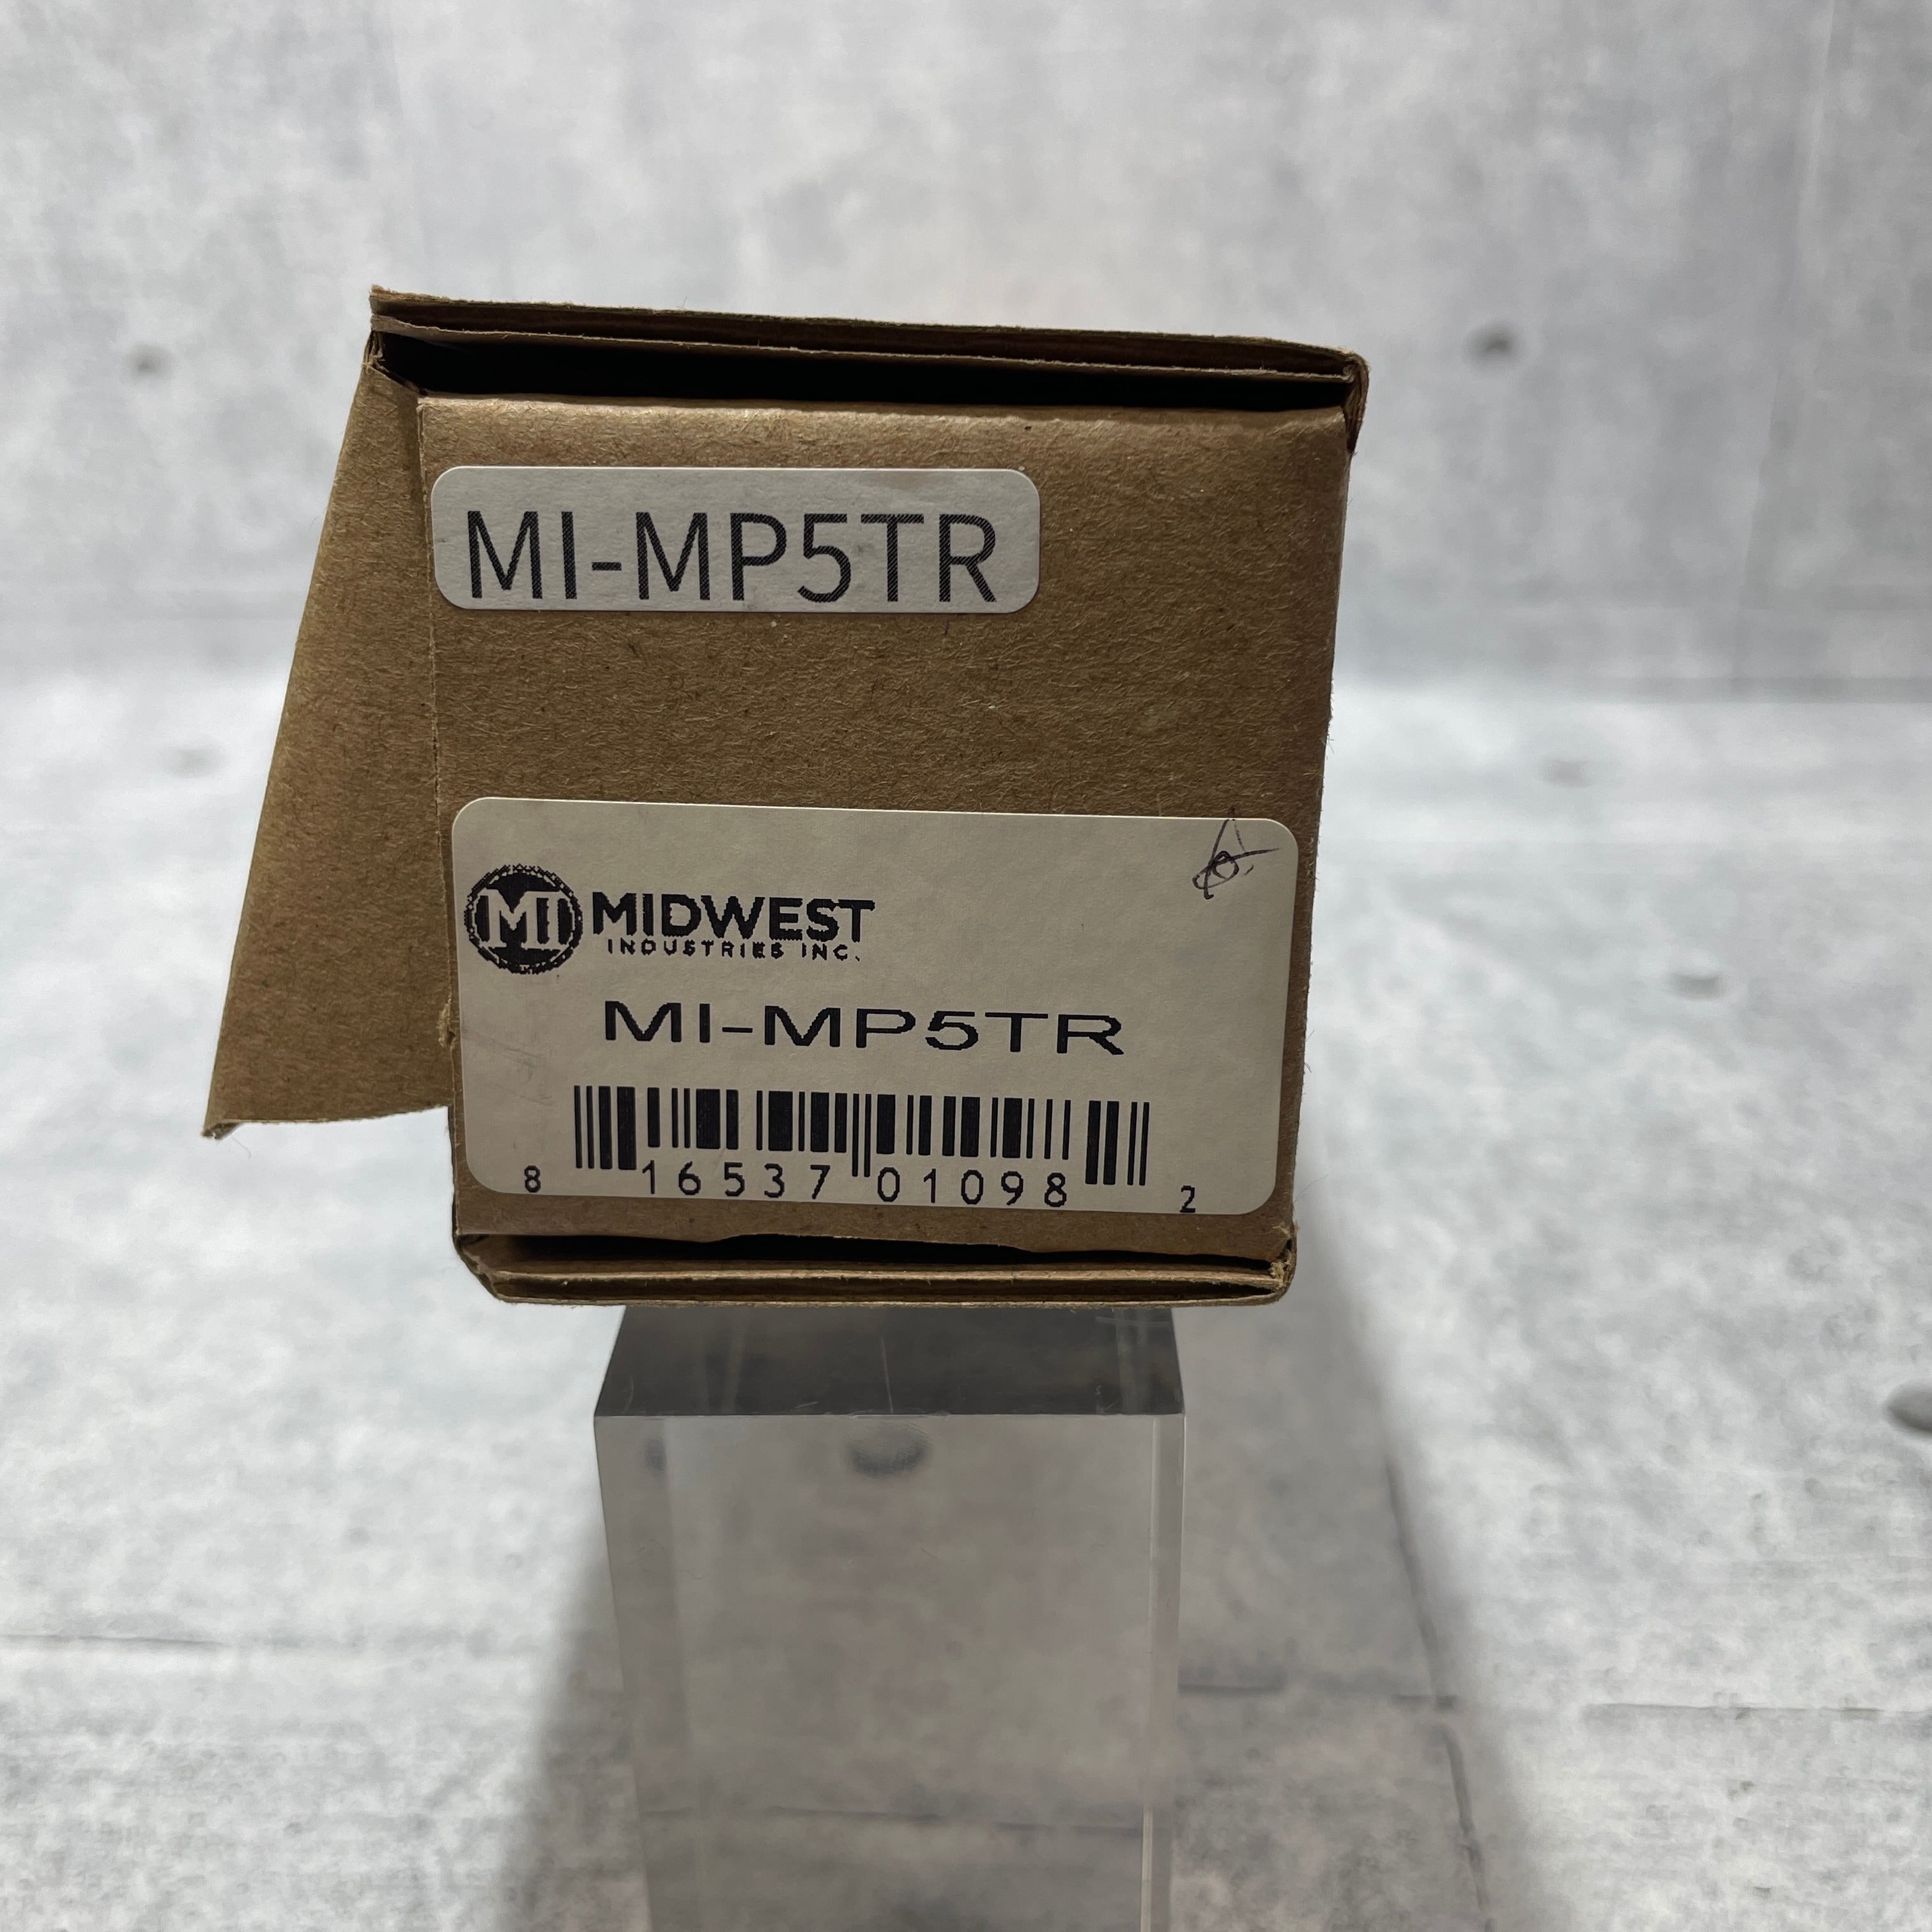 MI-MP5TR
MI MIDWEST
INDUSTRIES INC.
MI-MP5TR
8 16537 01098 2